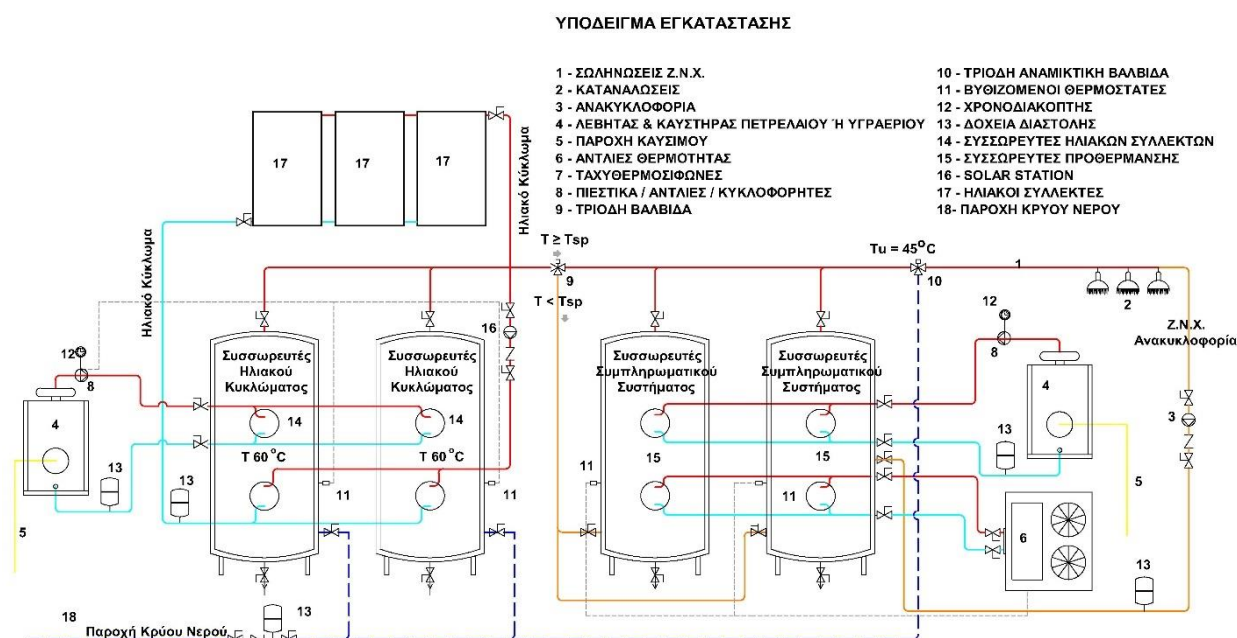 ΥΠΟΔΕΙΓΜΑ ΕΓΚΑΤΑΣΤΑΣΗΣ
1 - ΣΩΛΗΝΩΣΕΙΣ Ζ.Ν.Χ.
2 - ΚΑΤΑΝΑΛΩΣΕΙΣ
3 - ΑΝΑΚΥΚΛΟΦΟΡΙΑ
4 - ΛΕΒΗΤΑΣ & ΚΑΥΣΤΗΡΑΣ ΠΕΤΡΕΛΑΙΟΥ Ή ΥΓΡΑΕΡΙΟΥ
5 - ΠΑΡΟΧΗ ΚΑΥΣΙΜΟΥ
6 - ΑΝΤΛΙΕΣ ΘΕΡΜΟΤΗΤΑΣ
7 - ΤΑΧΥΘΕΡΜΟΣΙΦΩΝΕΣ
8 - ΠΙΕΣΤΙΚΑ / ΑΝΤΛΙΕΣ / ΚΥΚΛΟΦΟΡΗΤΕΣ
9 - ΤΡΙΟΔΗ ΒΑΛΒΙΔΑ
10 - ΤΡΙΟΔΗ ΑΝΑΜΙΚΤΙΚΗ ΒΑΛΒΙΔΑ
11 - ΒΥΘΙΖΟΜΕΝΟΙ ΘΕΡΜΟΣΤΑΤΕΣ
12 - ΧΡΟΝΟΔΙΑΚΟΠΤΗΣ
13 - ΔΟΧΕΙΑ ΔΙΑΣΤΟΛΗΣ
14 - ΣΥΣΣΩΡΕΥΤΕΣ ΗΛΙΑΚΩΝ ΣΥΛΛΕΚΤΩΝ
15 - ΣΥΣΣΩΡΕΥΤΕΣ ΠΡΟΘΕΡΜΑΝΣΗΣ
16 - SOLAR STATION
17 - ΗΛΙΑΚΟΙ ΣΥΛΛΕΚΤΕΣ
18- ΠΑΡΟΧΗ ΚΡΥΟΥ ΝΕΡΟΥ
17
17
17
Ηλιακό Κύκλωμα
Ηλιακό Κύκλωμα
T ≥ Tsp
9
T < Tsp
Tu = 45°C
10
1
2
12
8
4
5
13
13
16
Συσσωρευτές
Ηλιακού
Κυκλώματος
14
T 60 °C
11
Συσσωρευτές
Ηλιακού
Κυκλώματος
14
T 60 °C
11
Συσσωρευτές
Συμπληρωματικού
Συστήματος
15
11
Συσσωρευτές
Συμπληρωματικού
Συστήματος
15
11
12
8
4
13
5
6
Ζ.Ν.Χ.
Ανακυκλοφορία
3
13
18
Παροχή Κρύου Νερού
13